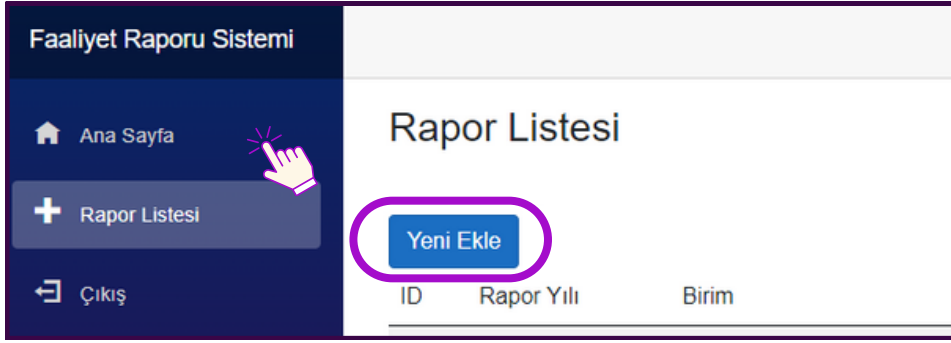 Faaliyet Raporu Sistemi
Ana Sayfa
Rapor Listesi
Çıkış
Rapor Listesi
Yeni Ekle
ID Rapor Yılı Birim